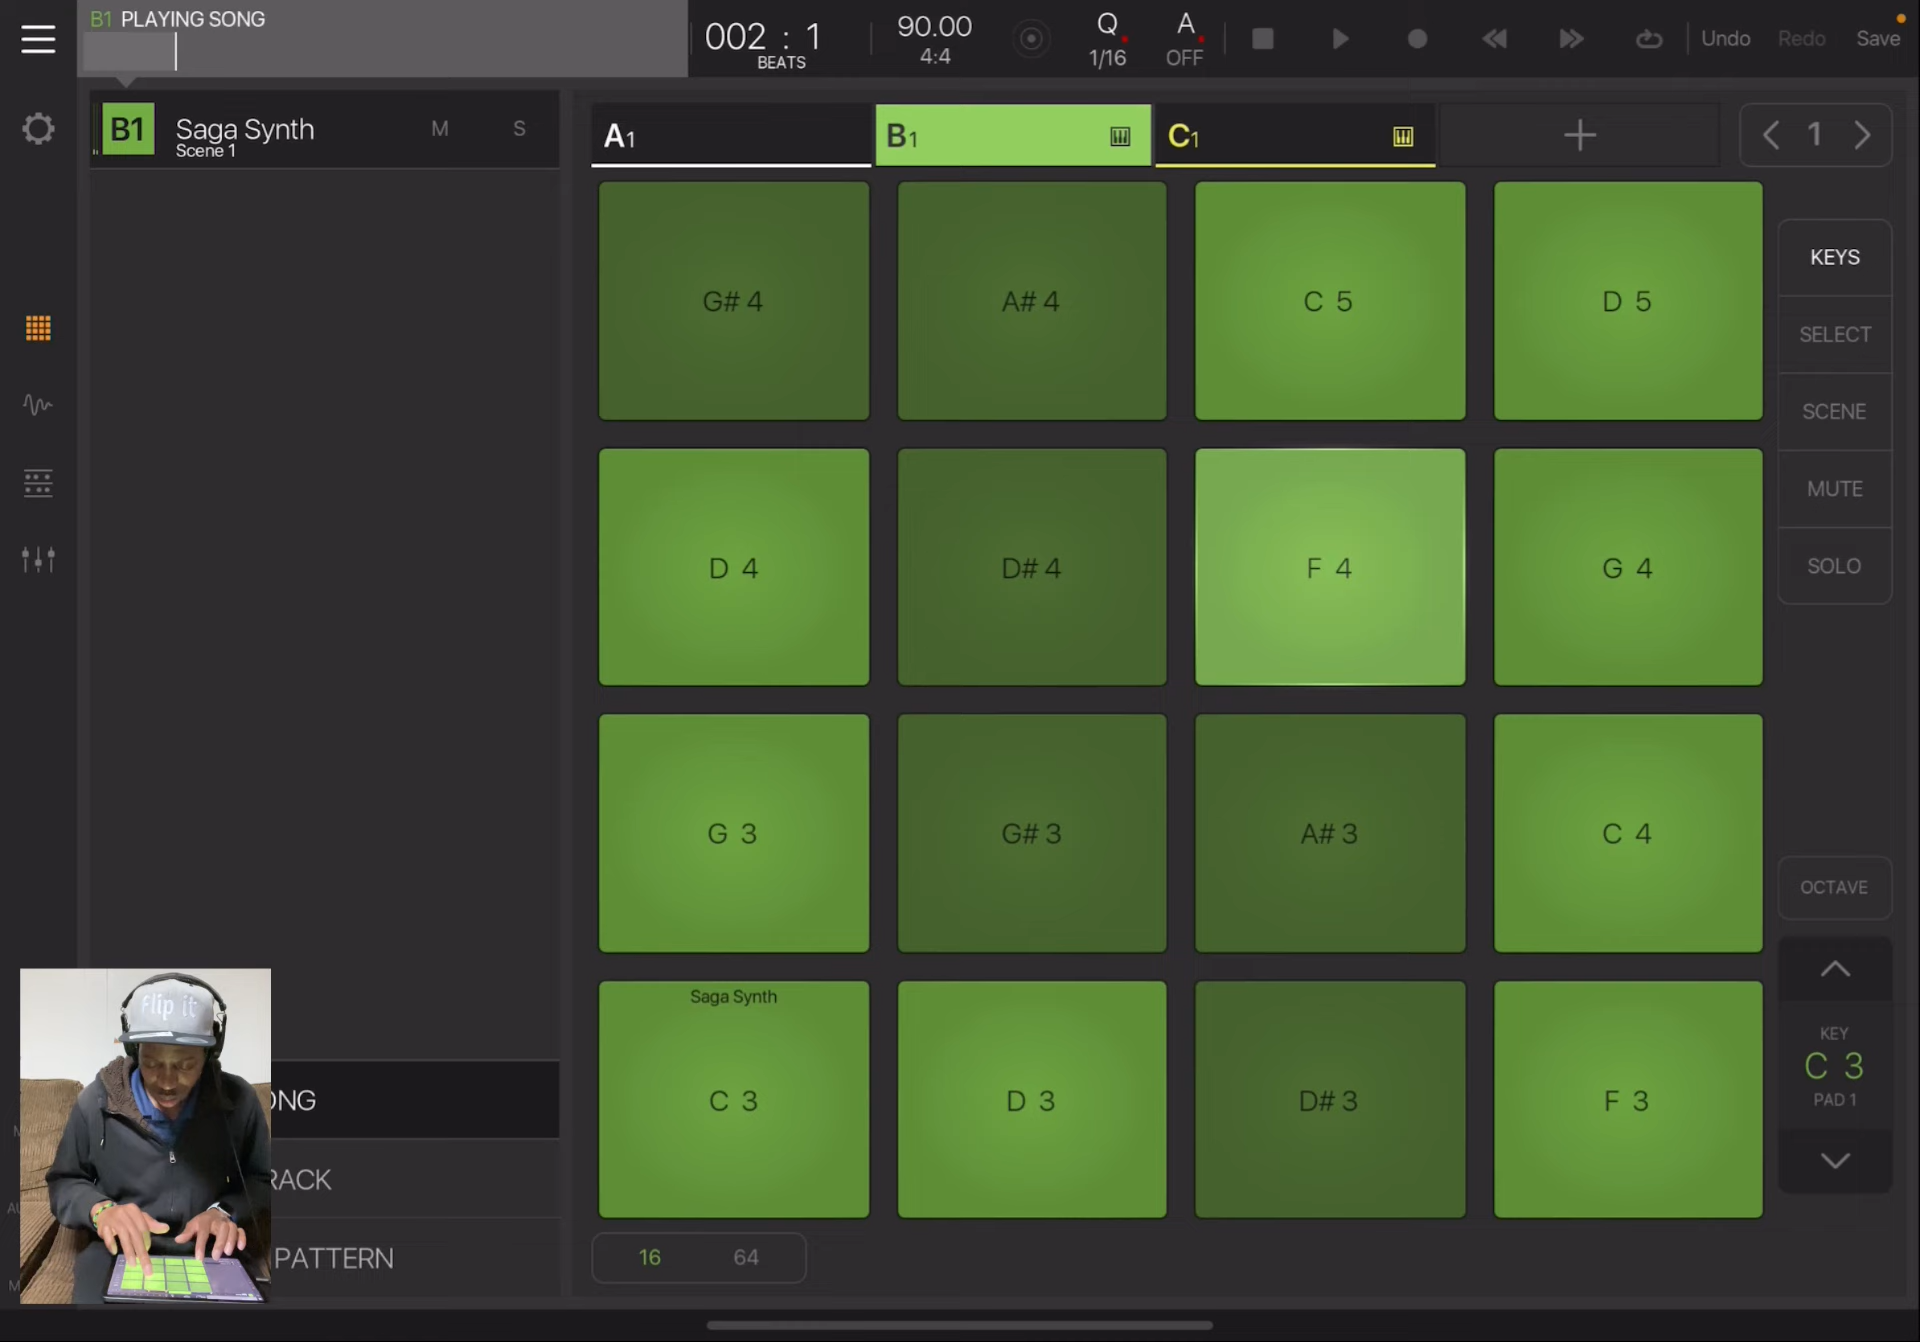 B1 PLAYING SONG
002 : 1
BEATS
90.00
4:4
Q
1/16
A
OFF
Undo
Redo
Save
B1
Saga Synth
Scene 1
M
S
A1
B1
C1
+
1
G# 4
A# 4
C 5
D 5
KEYS
SELECT
SCENE
MUTE
SOLO
D 4
D# 4
F 4
G 4
G 3
G# 3
A# 3
C 4
OCTAVE
Saga Synth
C 3
D 3
D# 3
F 3
KEY
C 3
PAD 1
Flip it
ONG
RACK
PATTERN
16
64